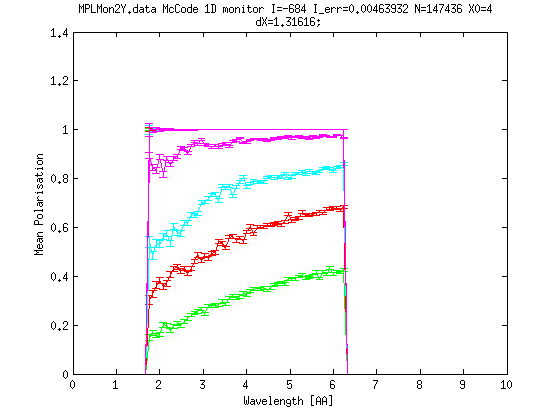 MPLMon2Y.data McCode 1D monitor I=-684 I_err=0.00463932 N=147436 X0=4
dX=1.31616;
1.4
1.2
1
0.8
0.6
0.4
0.2
0
Mean Polarisation
0 1 2 3 4 5 6 7 8 9 10
Wavelength [AA]